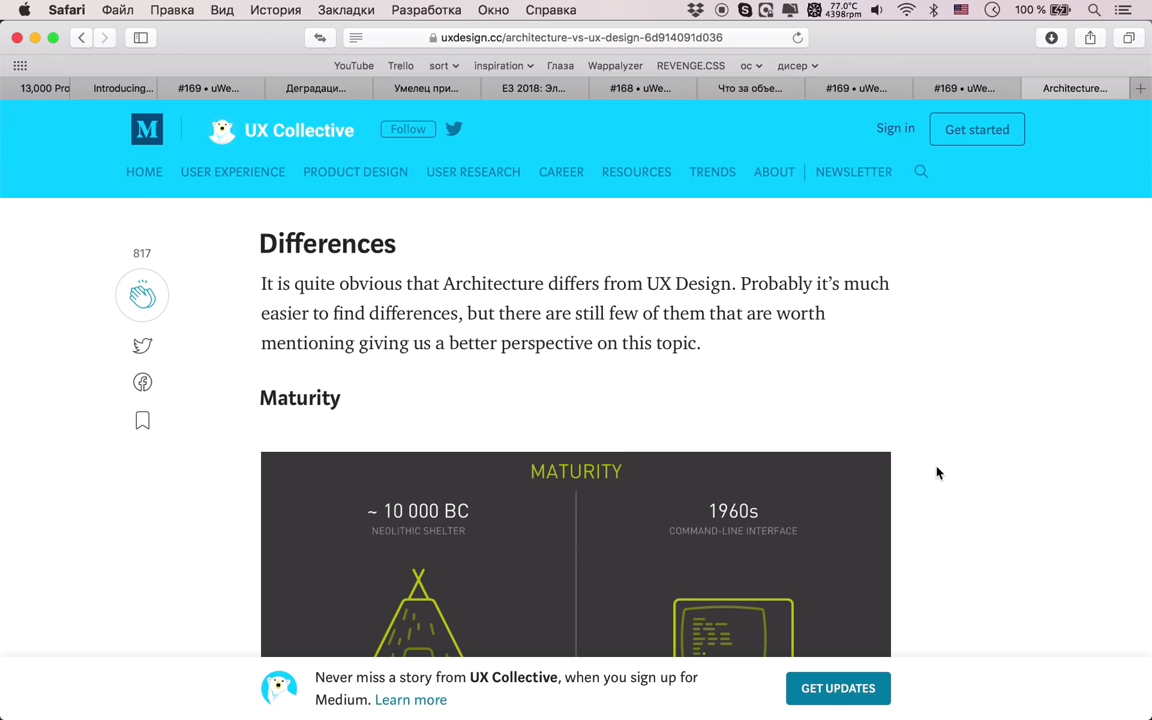 Safari Файл Правка Вид История Закладки Разработка Окно Справка 77.0°C 4398rpm 100 %
uxdesign.cc/architecture-vs-ux-design-6d914091d036
YouTube Trello sort inspiration Глаза Wappalyzer REVENGE.CSS ос дисер
13,000 Pro Introducing... #169 • uWe... Деградаци... Умелец при... E3 2018: Эл... #168 • uWe... Что за объе... #169 • uWe... #169 • uWe... Architecture...
M UX Collective Follow Sign in Get started
HOME USER EXPERIENCE PRODUCT DESIGN USER RESEARCH CAREER RESOURCES TRENDS ABOUT NEWSLETTER
817
Differences
It is quite obvious that Architecture differs from UX Design. Probably it’s much
easier to find differences, but there are still few of them that are worth
mentioning giving us a better perspective on this topic.
Maturity
MATURITY
~ 10 000 BC 1960s
NEOLITHIC SHELTER COMMAND-LINE INTERFACE
Never miss a story from UX Collective, when you sign up for
Medium. Learn more
GET UPDATES